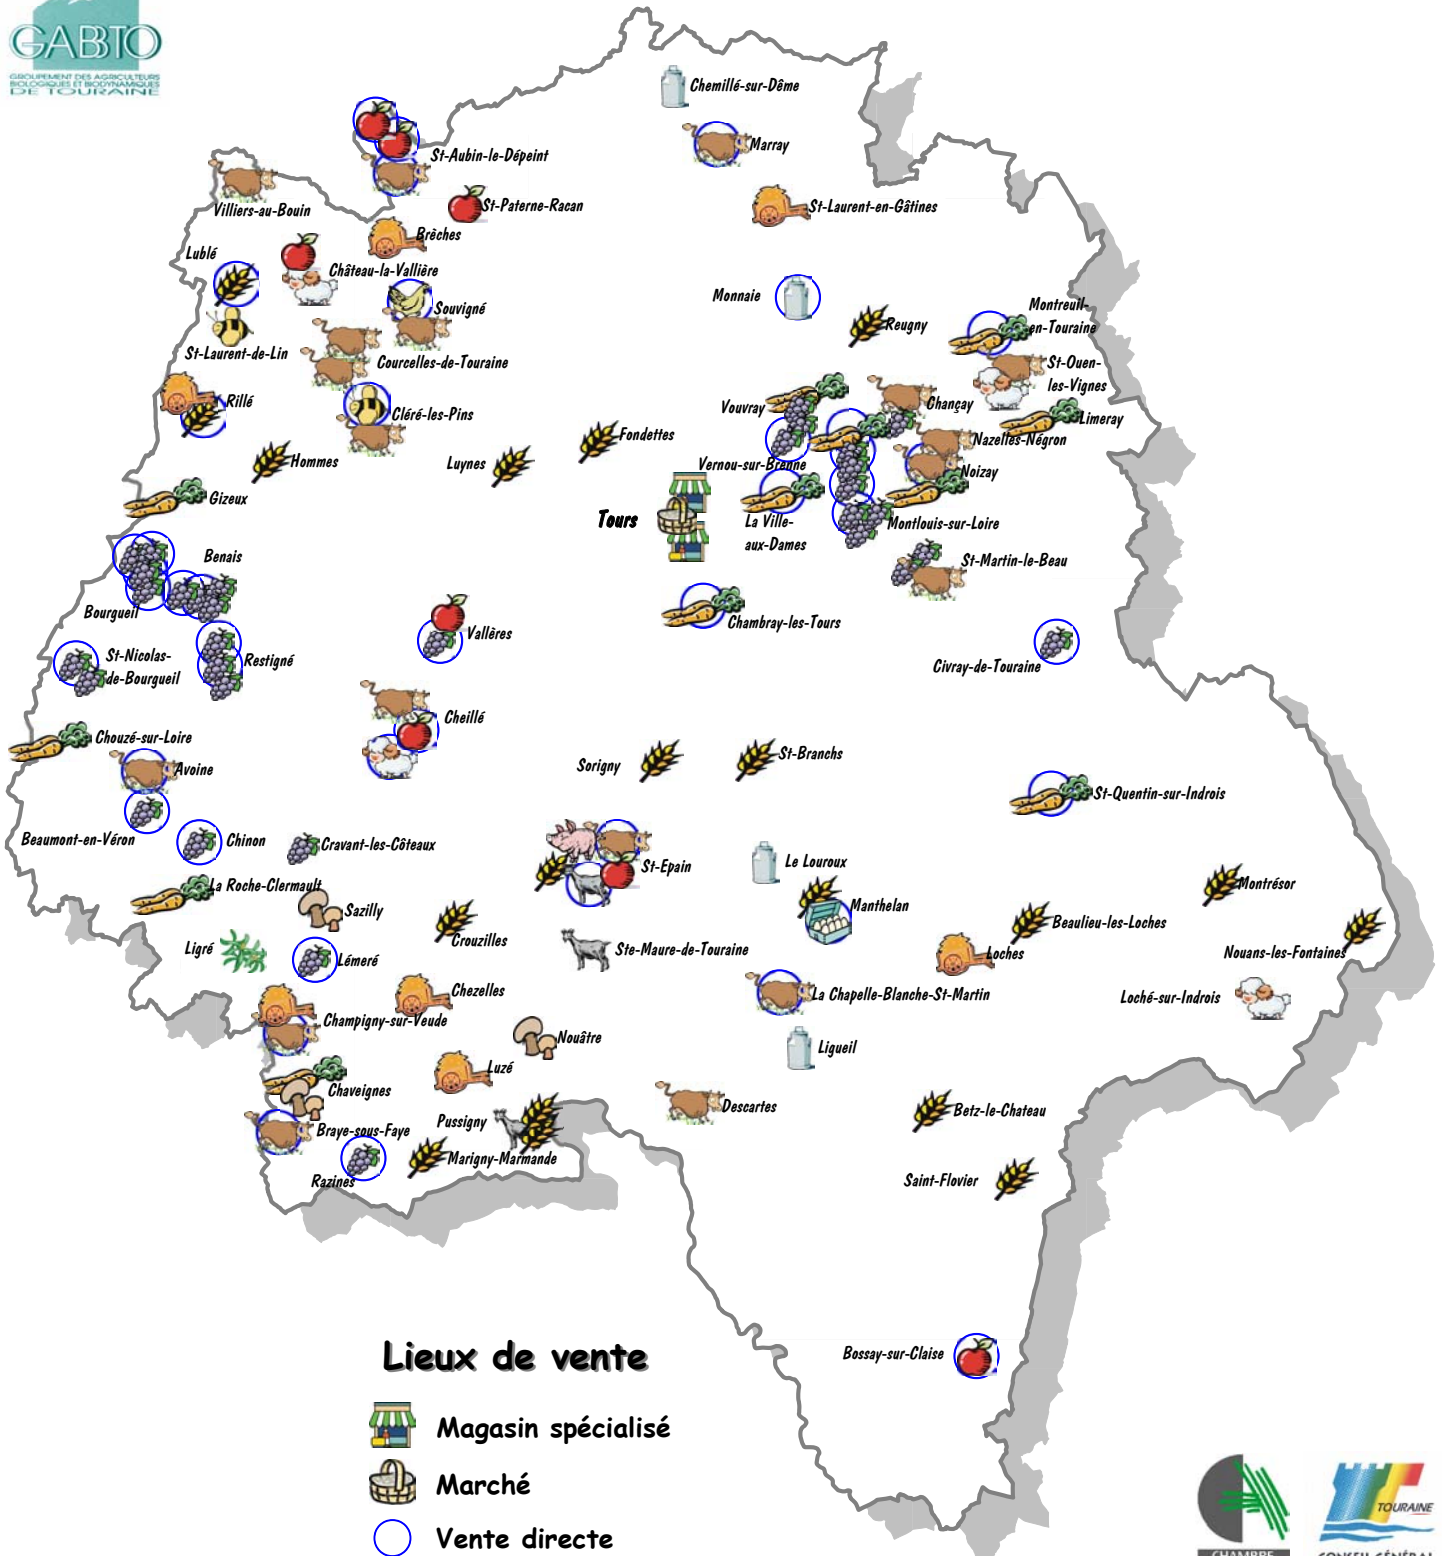 GABBTO
GROUPEMENT DES AGRICULTEURS
BIOLOGIQUES ET BIODYNAMIQUES
DE TOURAINE
Chemillé-sur-Dême
Marray
St-Aubin-le-Dépeint
Villiers-au-Bouin
St-Paterne-Racan
St-Laurent-en-Gâtines
Brêches
Lublé
Château-la-Vallière
Souvigné
Monnaie
Reugny
Montreuil-
en-Touraine
St-Laurent-de-Lin
Courcelles-de-Touraine
St-Ouen-
les-Vignes
Rillé
Cléré-les-Pins
Vouvray
Chançay
Limeray
Hommes
Luynes
Fondettes
Nazelles-Négron
Vernou-sur-Brenne
Noizay
Gizeux
Tours
La Ville-
aux-Dames
Montlouis-sur-Loire
St-Martin-le-Beau
Benais
Bourgueil
Vallères
Chambray-les-Tours
St-Nicolas-
de-Bourgueil
Restigné
Civray-de-Touraine
Cheillé
Chouzé-sur-Loire
Avoine
Sorigny
St-Branchs
St-Quentin-sur-Indrois
Beaumont-en-Véron
Chinon
Cravant-les-Côteaux
St-Epain
Le Louroux
La Roche-Clermault
Sazilly
Manthelan
Montrésor
Crouzilles
Beaulieu-les-Loches
Ligré
Lémeré
Ste-Maure-de-Touraine
Loches
Nouans-les-Fontaines
Chezelles
La Chapelle-Blanche-St-Martin
Loché-sur-Indrois
Champigny-sur-Veude
Nouâtre
Ligueil
Luzé
Chaveignes
Descartes
Betz-le-Chateau
Pussigny
Braye-sous-Faye
Marigny-Marmande
Razines
Saint-Flovier
Bossay-sur-Claise
Lieux de vente
Magasin spécialisé
Marché
Vente directe
TOURAINE
CHAMBRE
CONSEIL GÉNÉRAL